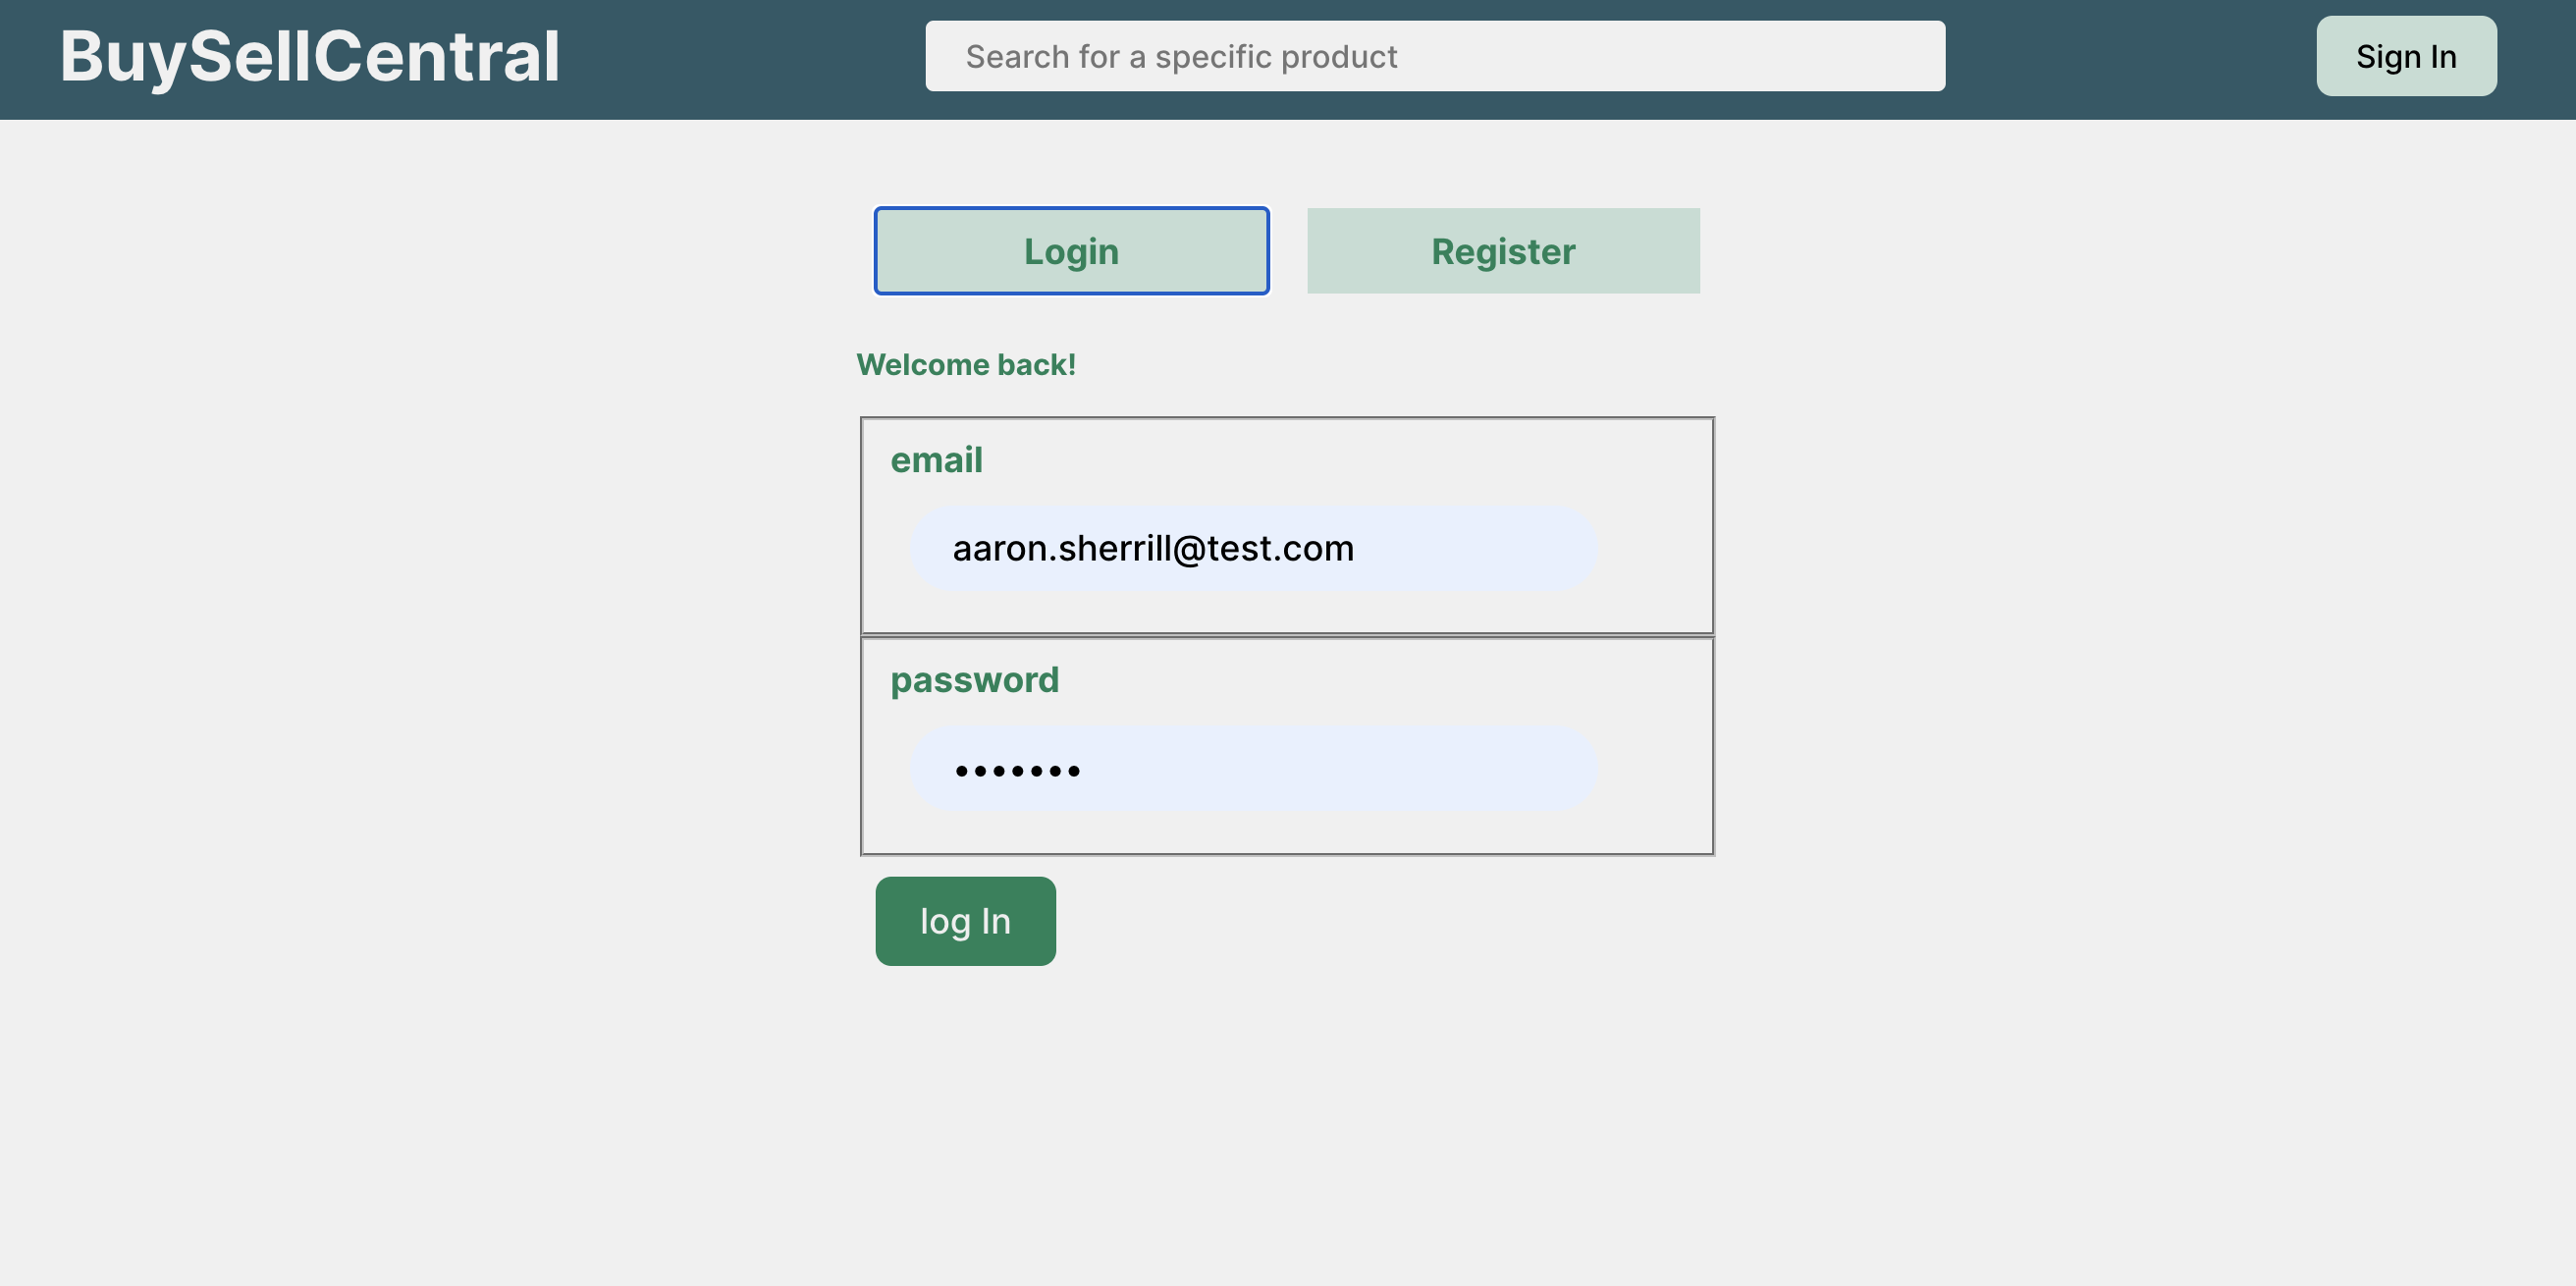 BuySellCentral
Search for a specific product
Sign In
Login
Register
Welcome back!
email
aaron.sherrill@test.com
password
•••••••
log In